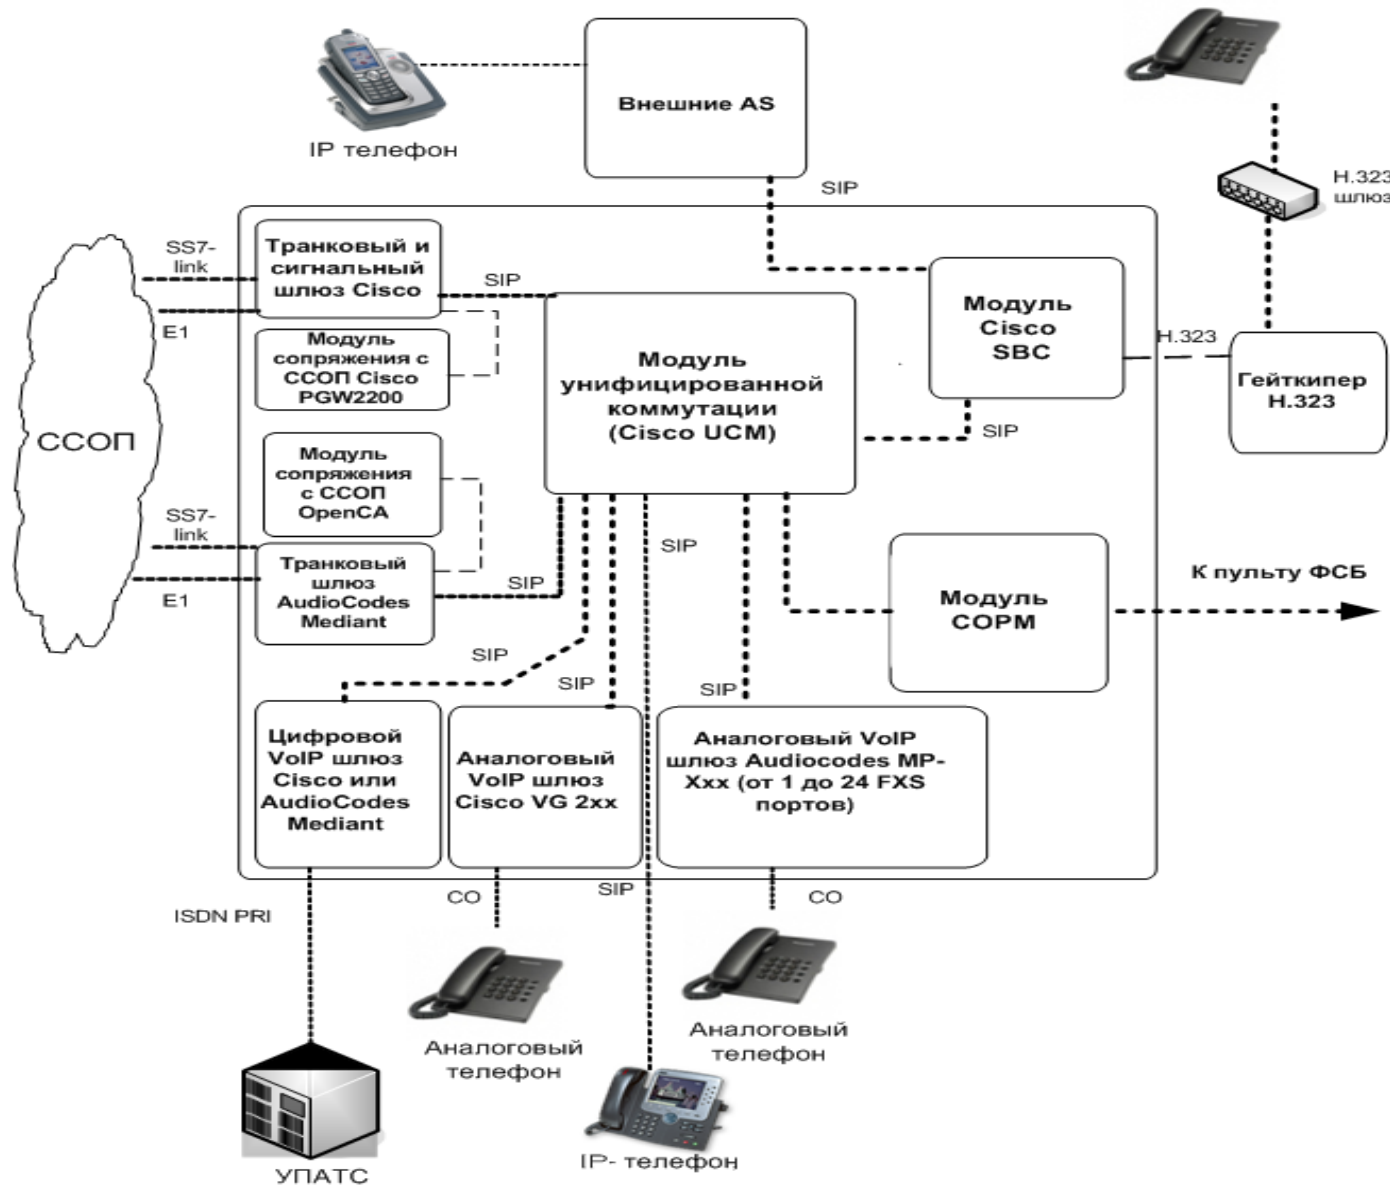 Внешние AS
IP телефон
SIP
H.323
шлюз
SS7-
link
Транковый и
сигнальный
шлюз Cisco
SIP
E1
Модуль
сопряжения с
ССОП Cisco
PGW2200
Модуль
унифицированной
коммутации
(Cisco UCM)
Модуль
Cisco
SBC
H.323
Гейткипер
H.323
SIP
ССОП
Модуль
сопряжения
с ССОП
OpenCA
SS7-
link
SIP
Транковый
шлюз
AudioCodes
Mediant
SIP
E1
Модуль
СОРМ
К пульту ФСБ
SIP
SIP
SIP
Цифровой
VoIP шлюз
Cisco или
AudioCodes
Mediant
Аналоговый
VoIP шлюз
Cisco VG 2xx
Аналоговый VoIP
шлюз Audiocodes MP-
Xxx (от 1 до 24 FXS
портов)
ISDN PRI
CO
SIP
CO
Аналоговый
телефон
Аналоговый
телефон
IP- телефон
УПАТС